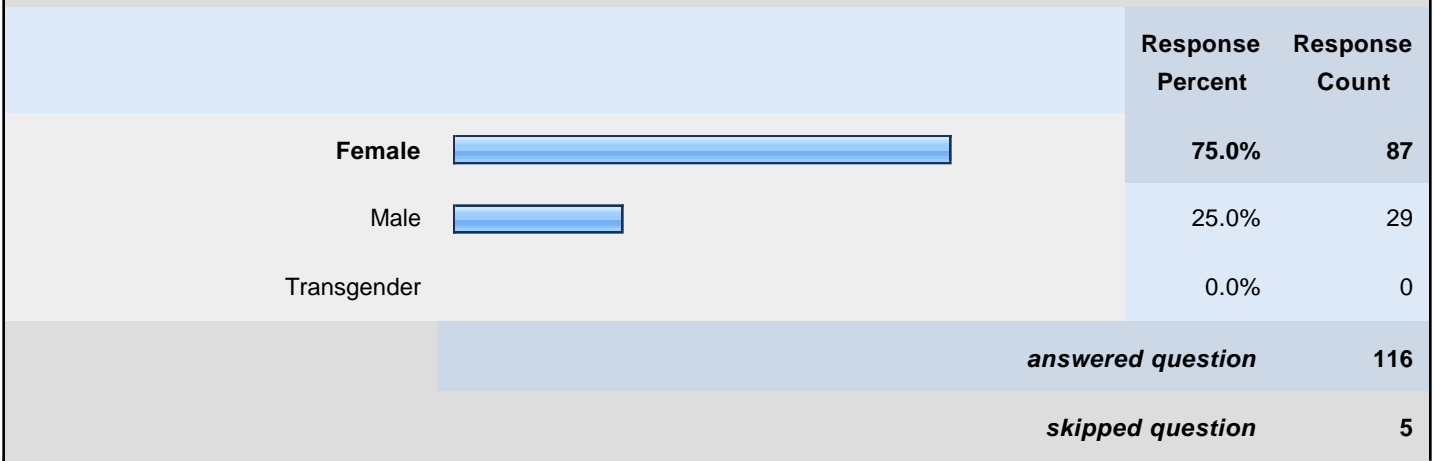 Response Response
Percent Count
Female 75.0% 87
Male 25.0% 29
Transgender 0.0% 0
answered question 116
skipped question 5